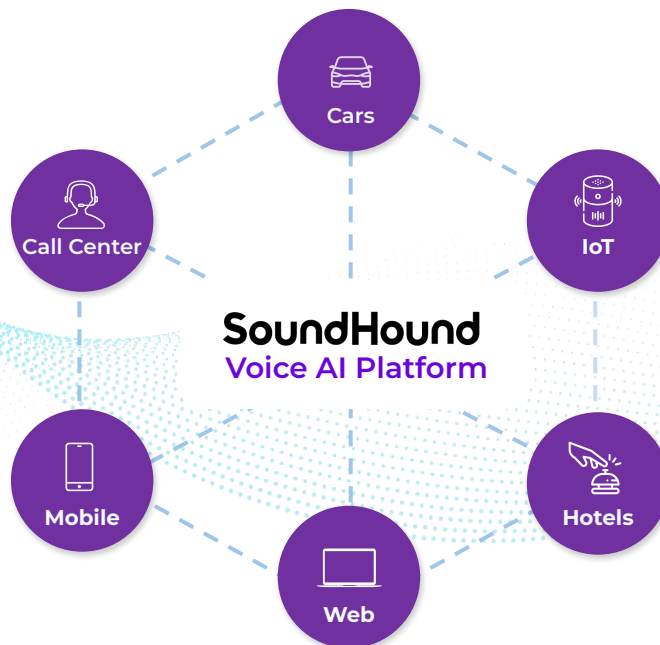 Cars
Call Center
IoT
SoundHound
Voice AI Platform
Mobile
Hotels
Web